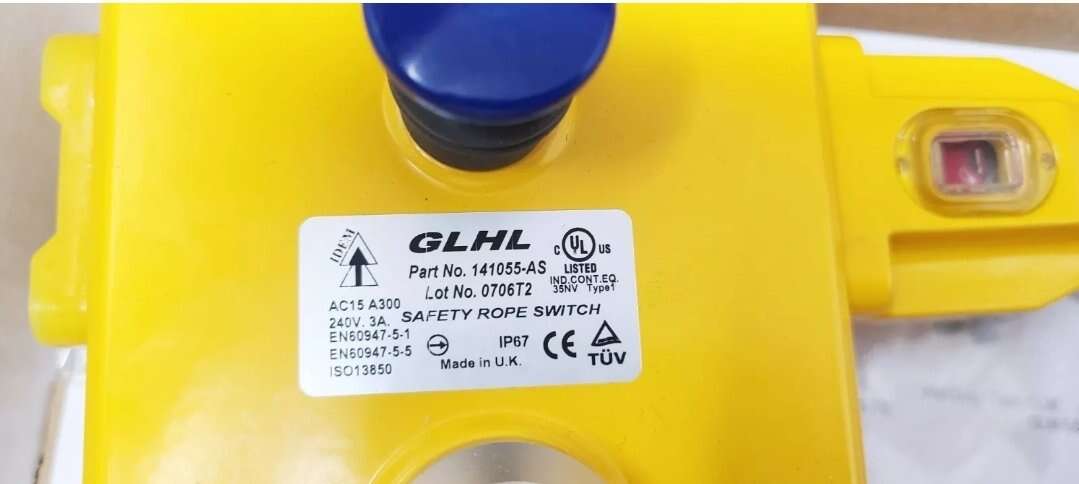 IDEM
GLHL
Part No. 141055-AS
Lot No. 0706T2
C UL US
LISTED
IND.CONT.EQ.
35NV Type1
AC15 A300
240V. 3A.
SAFETY ROPE SWITCH
EN60947-5-1
EN60947-5-5
ISO13850
IP67
Made in U.K.
CE
TÜV